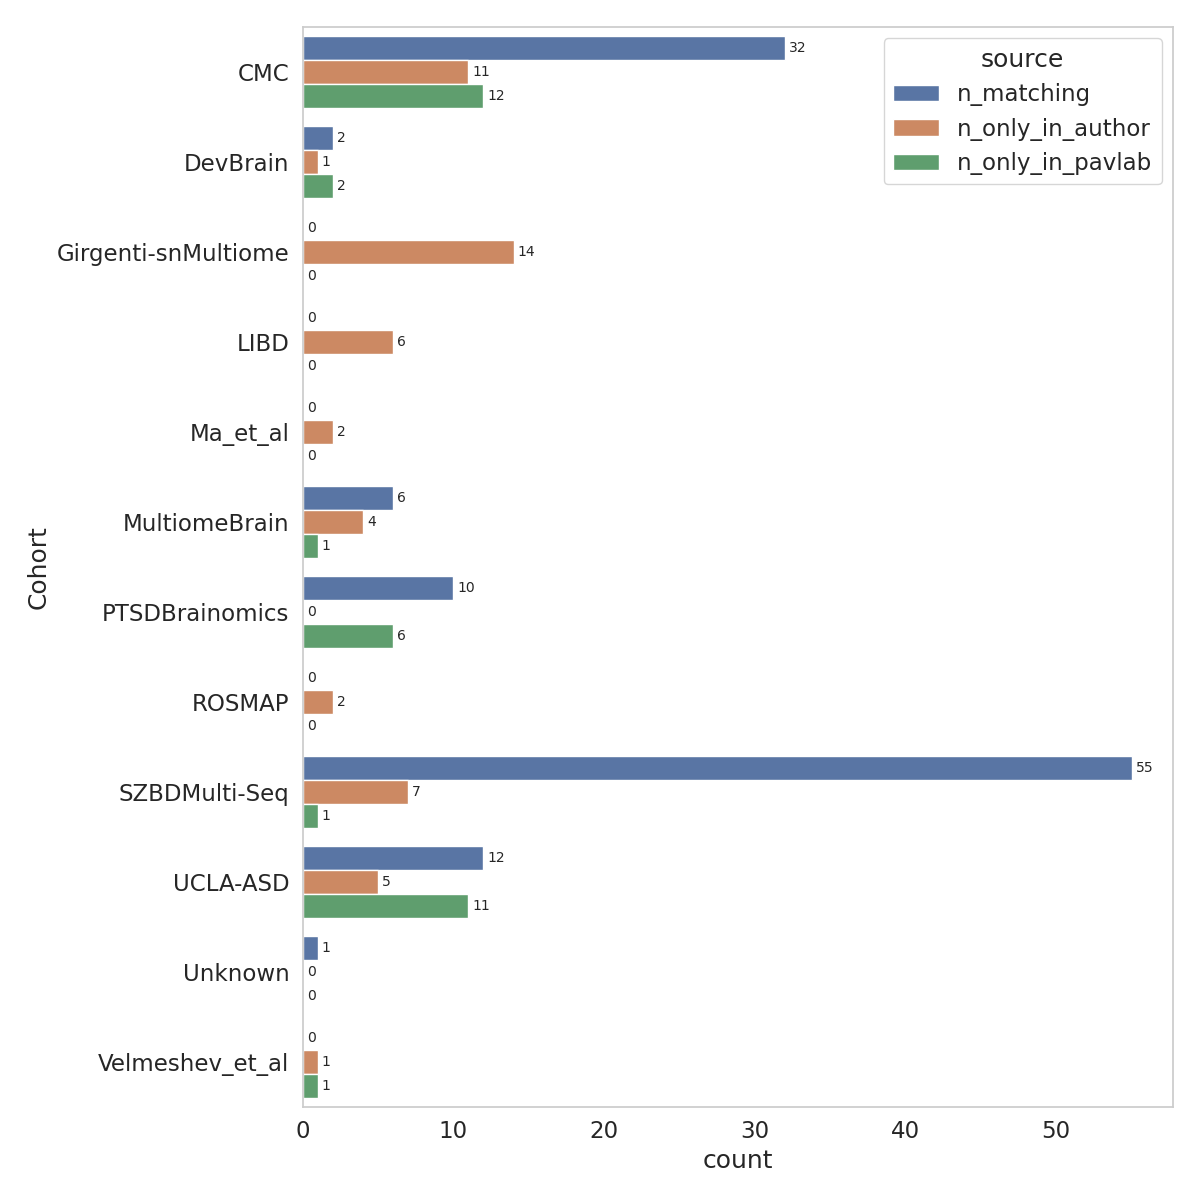 source
n_matching
n_only_in_author
n_only_in_pavlab
Cohort
CMC
32
11
12
DevBrain
2
1
2
Girgenti-snMultiome
0
14
0
LIBD
0
6
0
Ma_et_al
0
2
0
MultiomeBrain
6
4
1
PTSDBrainomics
10
0
6
ROSMAP
0
2
0
SZBDMulti-Seq
55
7
1
UCLA-ASD
12
5
11
Unknown
1
0
0
Velmeshev_et_al
0
1
1
0 10 20 30 40 50
count